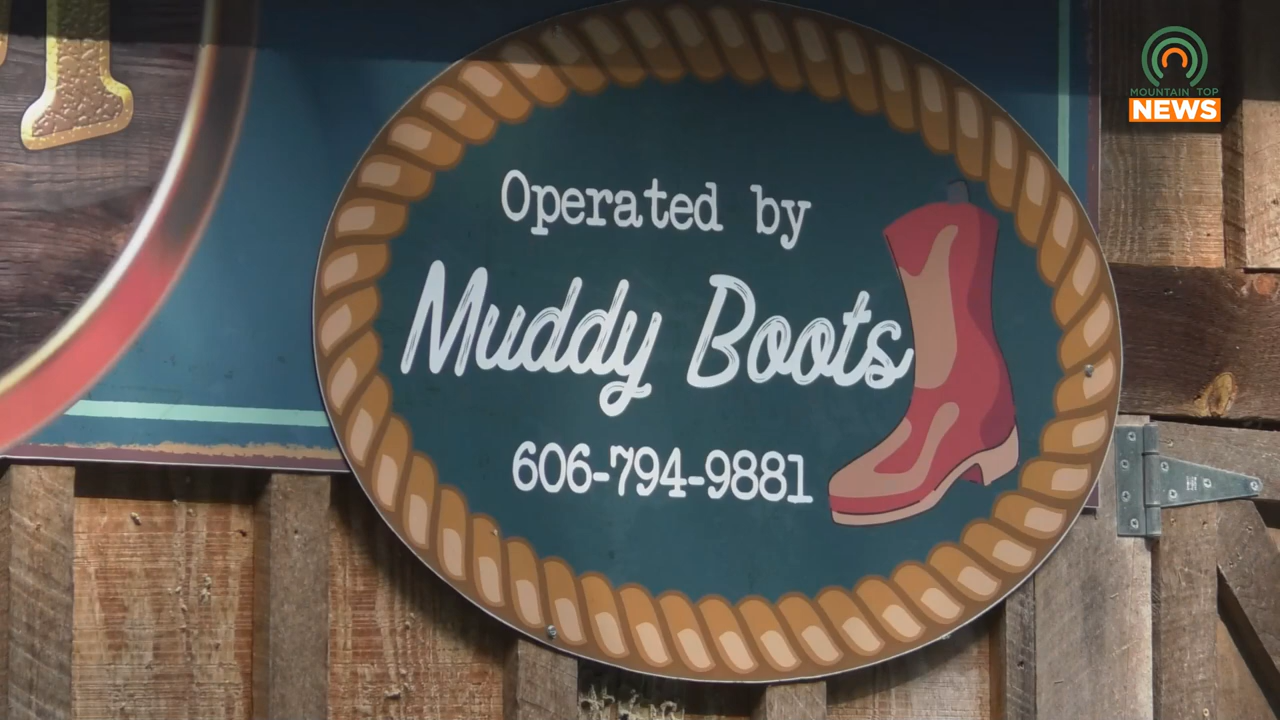 Operated by
Muddy Boots
606-794-9881
MOUNTAIN TOP
NEWS